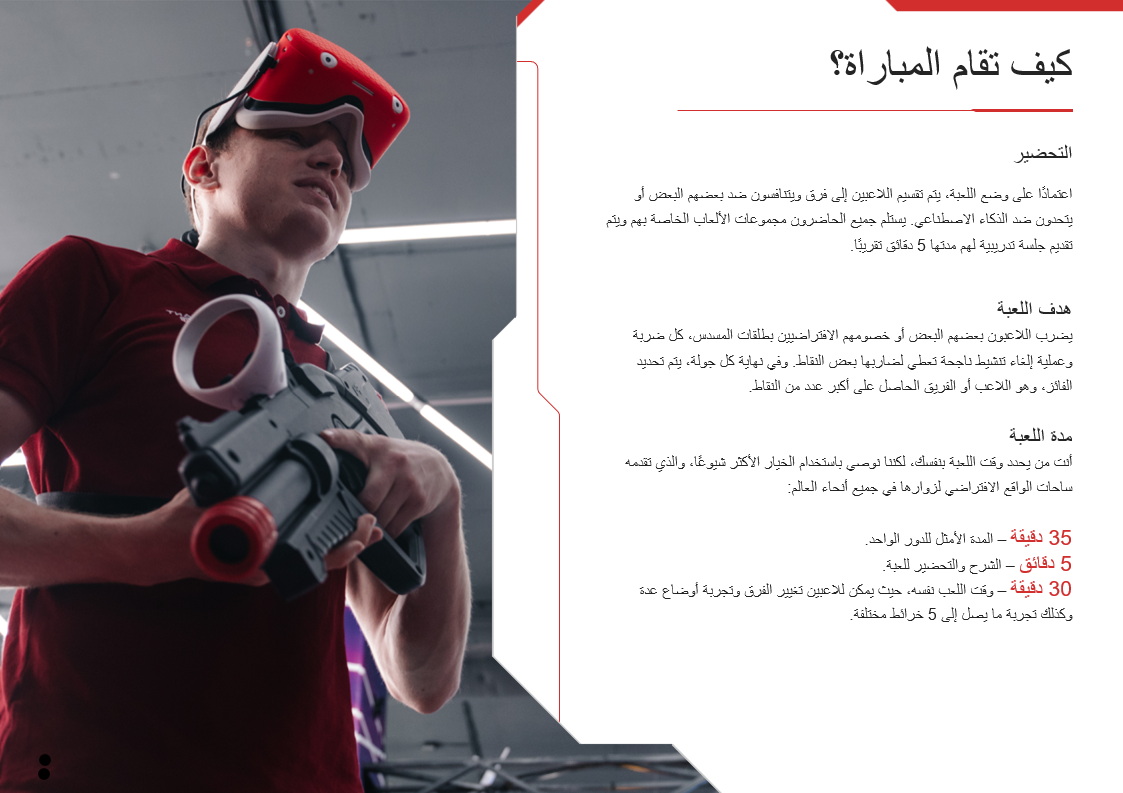 كيف تقام المباراة؟
التحضير
اعتمادًا على وضع اللعبة، يتم تقسيم اللاعبين إلى فرق ويتنافسون ضد بعضهم البعض أو
يتحدون ضد الذكاء الاصطناعي. يستلم جميع الحاضرون مجموعات الألعاب الخاصة بهم ويتم
تقديم جلسة تدريبية لهم مدتها 5 دقائق تقريبًا.
هدف اللعبة
يضرب اللاعبون بعضهم البعض أو خصومهم الافتراضيين بطلقات المسدس، كل ضربة
وعملية إلغاء تنشيط ناجحة تعطي لضاربها بعض النقاط. وفي نهاية كل جولة، يتم تحديد
الفائز، وهو اللاعب أو الفريق الحاصل على أكبر عدد من النقاط.
مدة اللعبة
أنت من يحدد وقت اللعبة بنفسك، لكننا نوصي باستخدام الخيار الأكثر شيوعًا، والذي تقدمه
ساحات الواقع الافتراضي لزوارها في جميع أنحاء العالم:
35 دقيقة – المدة الأمثل للدور الواحد.
5 دقائق – الشرح والتحضير للعبة.
30 دقيقة – وقت اللعب نفسه، حيث يمكن للاعبين تغيير الفرق وتجربة أوضاع عدة
وكذلك تجربة ما يصل إلى 5 خرائط مختلفة.